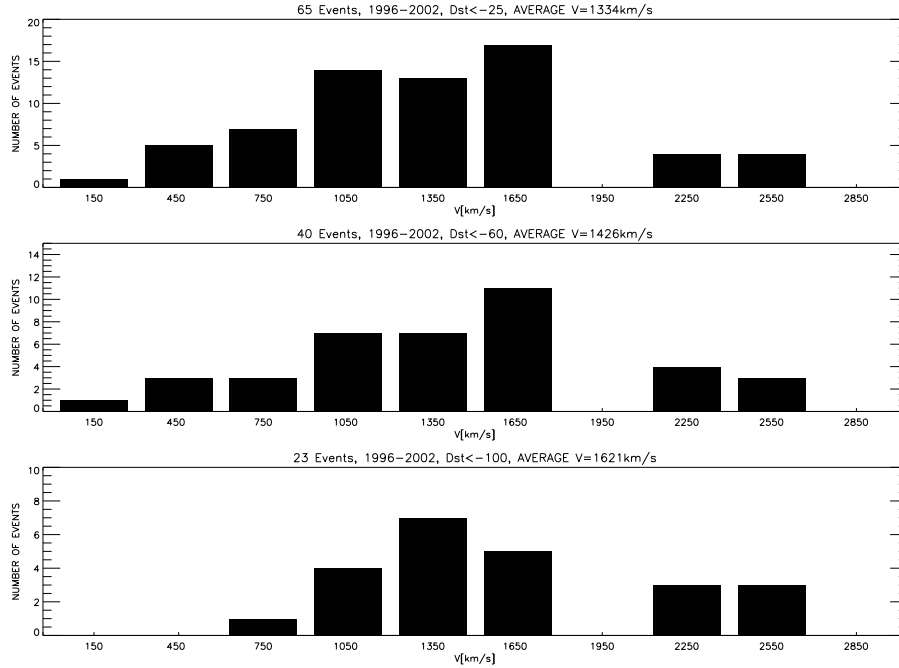 65 Events, 1996-2002, Dst<-25, AVERAGE V=1334km/s
NUMBER OF EVENTS
20
15
10
5
0
150 450 750 1050 1350 1650 1950 2250 2550 2850
V[km/s]
40 Events, 1996-2002, Dst<-60, AVERAGE V=1426km/s
NUMBER OF EVENTS
14
12
10
8
6
4
2
0
150 450 750 1050 1350 1650 1950 2250 2550 2850
V[km/s]
23 Events, 1996-2002, Dst<-100, AVERAGE V=1621km/s
NUMBER OF EVENTS
10
8
6
4
2
0
150 450 750 1050 1350 1650 1950 2250 2550 2850
V[km/s]